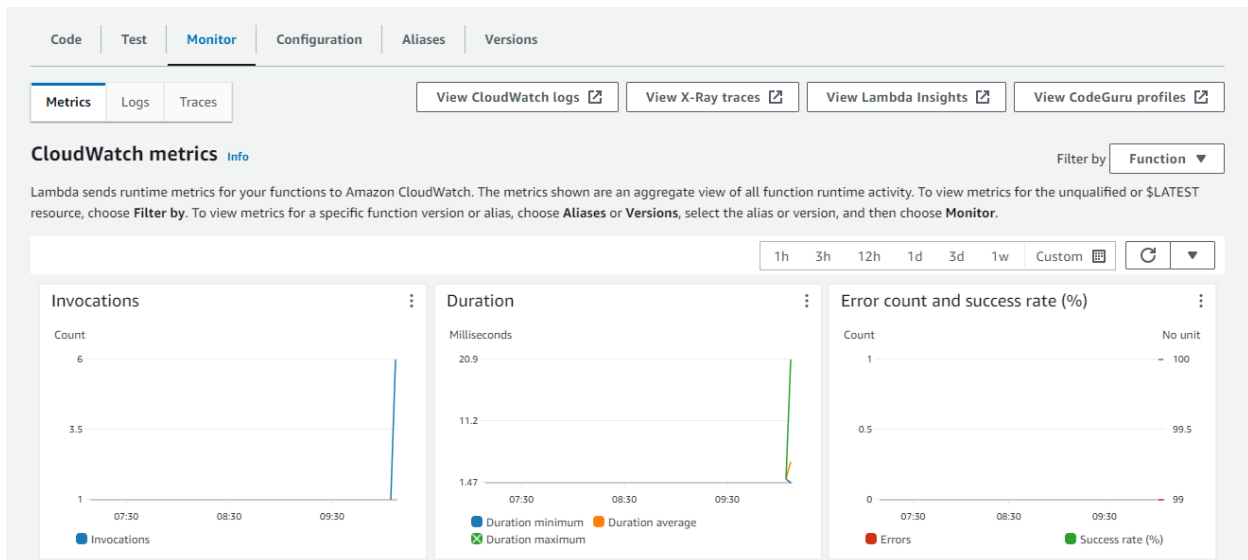 Code Test Monitor Configuration Aliases Versions
Metrics Logs Traces View CloudWatch logs View X-Ray traces View Lambda Insights View CodeGuru profiles
CloudWatch metrics Info Filter by Function
Lambda sends runtime metrics for your functions to Amazon CloudWatch. The metrics shown are an aggregate view of all function runtime activity. To view metrics for the unqualified or $LATEST
resource, choose Filter by. To view metrics for a specific function version or alias, choose Aliases or Versions, select the alias or version, and then choose Monitor.
1h 3h 12h 1d 3d 1w Custom
Invocations
Count
6
3.5
1
07:30 08:30 09:30
Invocations
Duration
Milliseconds
20.9
11.2
1.47
07:30 08:30 09:30
Duration minimum Duration average
Duration maximum
Error count and success rate (%)
Count No unit
1 100
0.5 99.5
0 99
07:30 08:30 09:30
Errors Success rate (%)